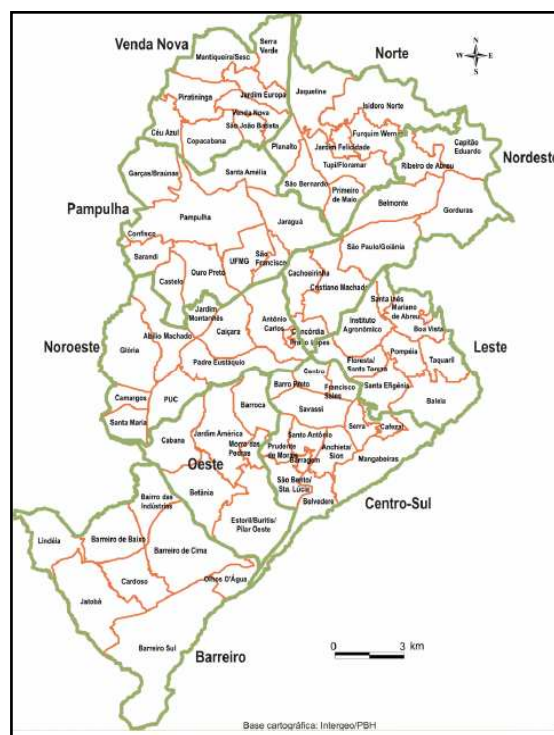 Venda Nova
Serra
Verde
Mantiqueira/Sesc
Norte
N
W E
S
Jaqueline
Jardim Europa
Piratininga
Isidoro Norte
Venda Nova
São João Batista
Céu Azul
Copacabana
Furquim Werneck
Capitão
Eduardo
Planalto
Jardim Felicidade
Tupi/Floramar
Ribeiro de Abreu
Nordeste
Garças/Braúnas
Santa Amélia
São Bernardo
Primeiro
de Maio
Belmonte
Gorduras
Pampulha
Pampulha
Jaraguá
Confisco
Sarandi
São Paulo/Goiânia
Ouro Preto
UFMG
São
Francisco
Castelo
Cachoeirinha
Cristiano Machado
Santa Inês
Mariano
de Abreu
Jardim
Montanhês
Antônio
Carlos
Instituto
Agronômico
Boa Vista
Noroeste
Abílio Machado
Caiçara
Concórdia
Leste
Glória
Padre Eustáquio
Pompéia
Floresta/
Santa Tereza
Taquaril
Centro
Camargos
PUC
Barro Preto
Francisco
Sales
Santa Efigênia
Baleia
Santa Maria
Barroca
Savassi
Cabana
Jardim América
Santo Antônio
Serra
Cafezal
Morro das
Pedras
Prudente
de Morais
Anchieta/
Sion
Oeste
Barragem
Mangabeiras
Betânia
São Bento/
Sta. Lúcia
Bairro das
Indústrias
Belvedere
Centro-Sul
Estoril/Buritis/
Pilar Oeste
Lindéia
Barreiro de Baixo
Barreiro de Cima
Cardoso
Olhos D'Água
Jatobá
Barreiro Sul
Barreiro
0 3 km
Base cartográfica: Intergeo/PBH